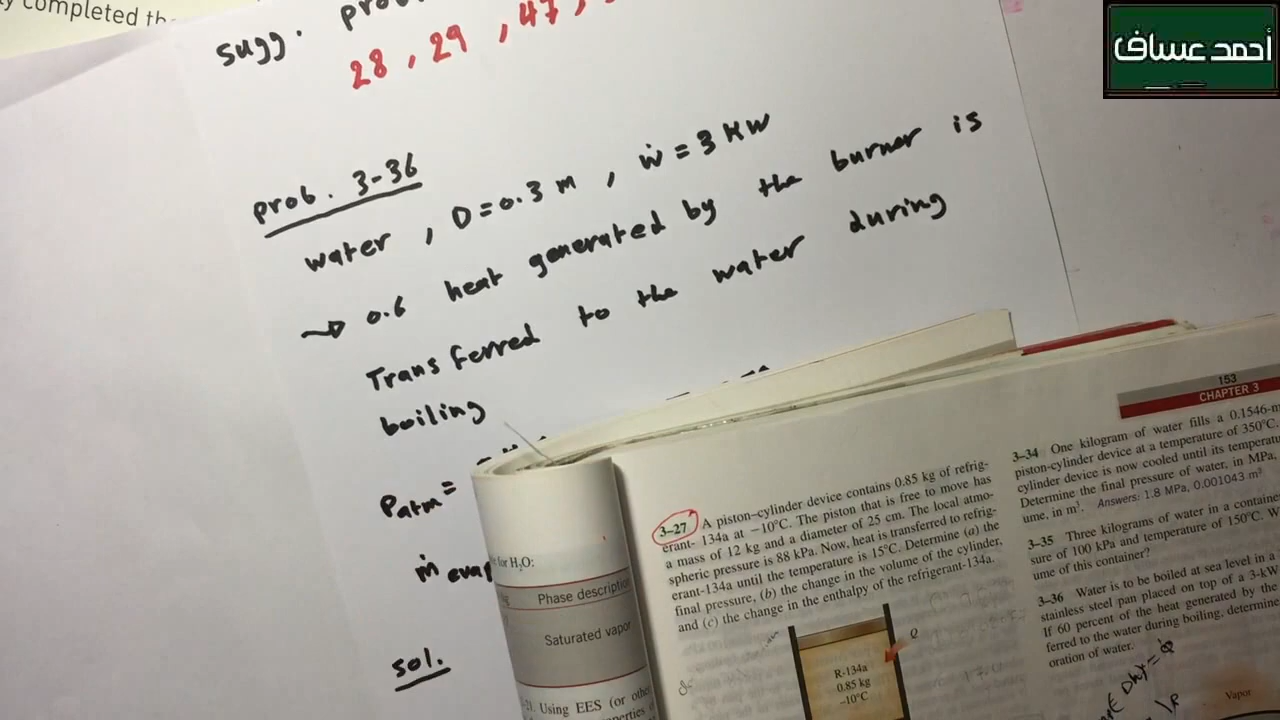 completed
أحمد عساف
sugg.
28 , 29 , 47 ,
prob. 3-36
water , D=0.3 m , ẇ = 3 KW
→ 0.6 heat generated by the burner is
Transferred to the water during
boiling
Patm =
ṁ evap
sol.
for H₂O:
Phase description
Saturated vapor
Using EES (or other
153
CHAPTER 3
3–27 A piston–cylinder device contains 0.85 kg of refrig-
erant- 134a at −10°C. The piston that is free to move has
a mass of 12 kg and a diameter of 25 cm. The local atmo-
spheric pressure is 88 kPa. Now, heat is transferred to refrig-
erant-134a until the temperature is 15°C. Determine (a) the
final pressure, (b) the change in the volume of the cylinder,
and (c) the change in the enthalpy of the refrigerant-134a.
R-134a
0.85 kg
−10°C
Q
3–34 One kilogram of water fills a 0.1546-m
piston-cylinder device at a temperature of 350°C.
cylinder device is now cooled until its
Determine the final pressure of water, in MPa,
ume, in m³. Answers: 1.8 MPa, 0.001043 m³
3–35 Three kilograms of water in a
sure of 100 kPa and temperature of 150°C.
ume of this container?
3–36 Water is to be boiled at sea level in a
stainless steel pan placed on top of a 3-kW
If 60 percent of the heat generated by the
ferred to the water during boiling, determine
oration of water.
Vapor